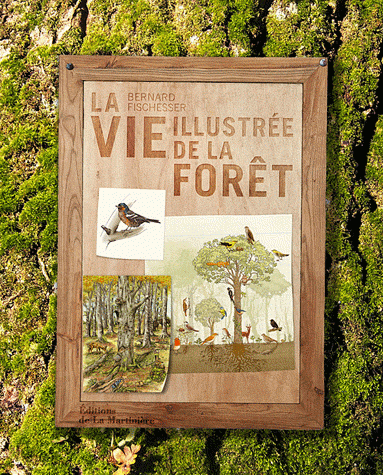 LA BERNARD
FISCHESSER
VIE ILLUSTRÉE
DE LA
FORÊT
Éditions
de La Martinière